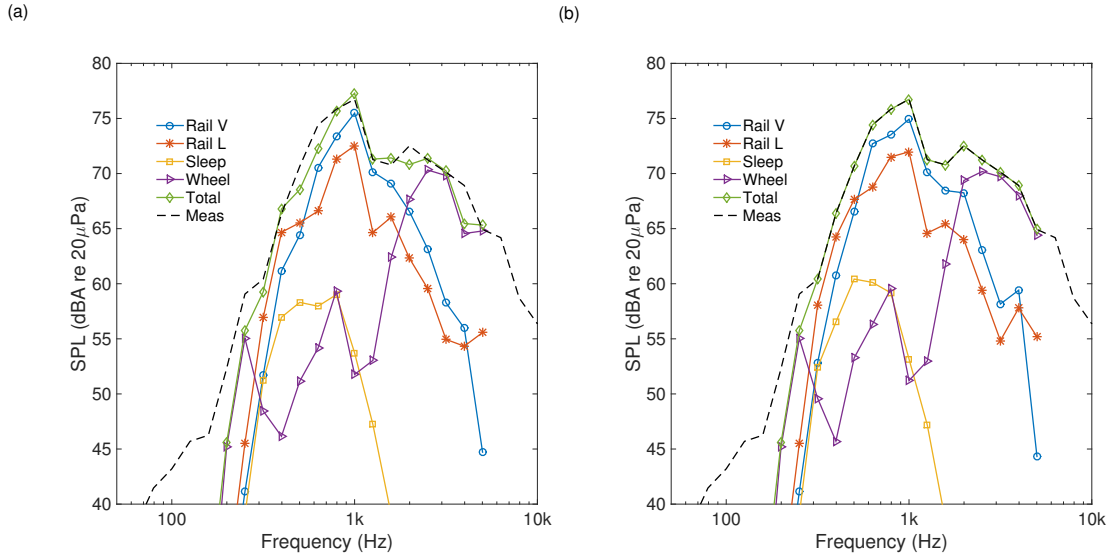 (a)
80
75
70
65
60
55
50
45
40
SPL (dBA re 20μPa)
Rail V
Rail L
Sleep
Wheel
Total
Meas
100
1k
10k
Frequency (Hz)
(b)
80
75
70
65
60
55
50
45
40
SPL (dBA re 20μPa)
Rail V
Rail L
Sleep
Wheel
Total
Meas
100
1k
10k
Frequency (Hz)